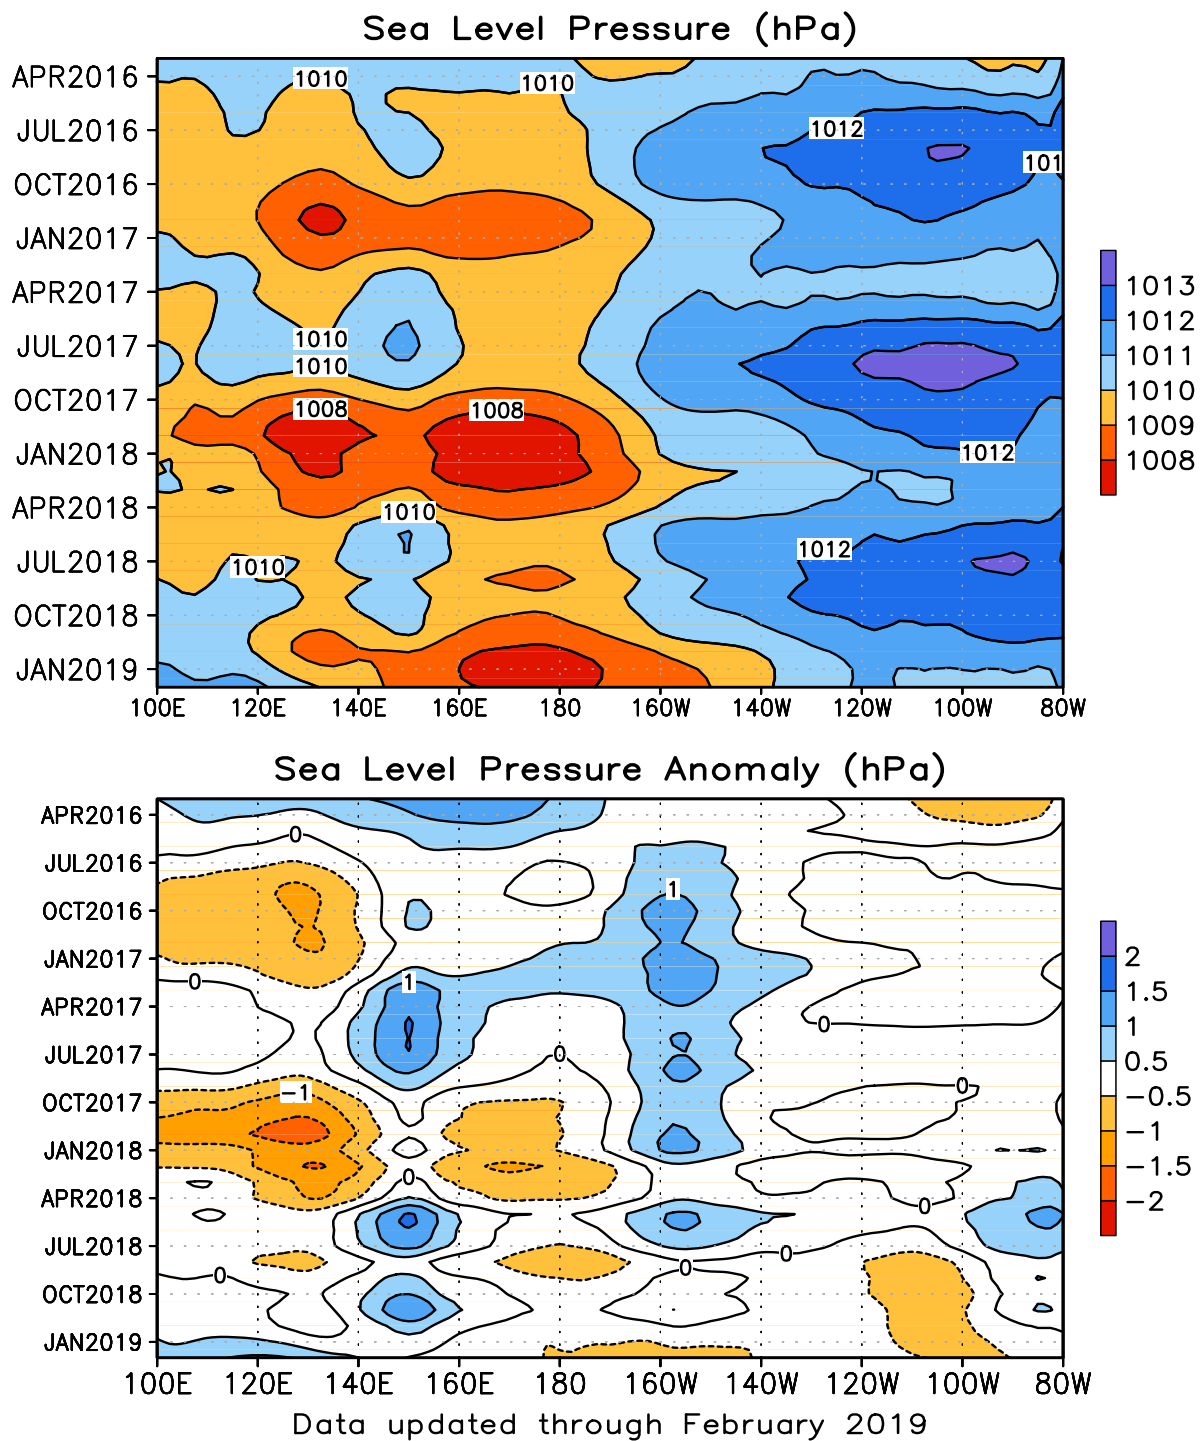 Sea Level Pressure (hPa)
APR2016
JUL2016
OCT2016
JAN2017
APR2017
JUL2017
OCT2017
JAN2018
APR2018
JUL2018
OCT2018
JAN2019
1010
1010
1012
101
1010
1010
1008
1008
1012
1010
1012
1010
100E 120E 140E 160E 180 160W 140W 120W 100W 80W
1013
1012
1011
1010
1009
1008
Sea Level Pressure Anomaly (hPa)
APR2016
JUL2016
OCT2016
JAN2017
APR2017
JUL2017
OCT2017
JAN2018
APR2018
JUL2018
OCT2018
JAN2019
0
1
0
1
0
0
0
-1
0
0
0
0
0
100E 120E 140E 160E 180 160W 140W 120W 100W 80W
2
1.5
1
0.5
-0.5
-1
-1.5
-2
Data updated through February 2019